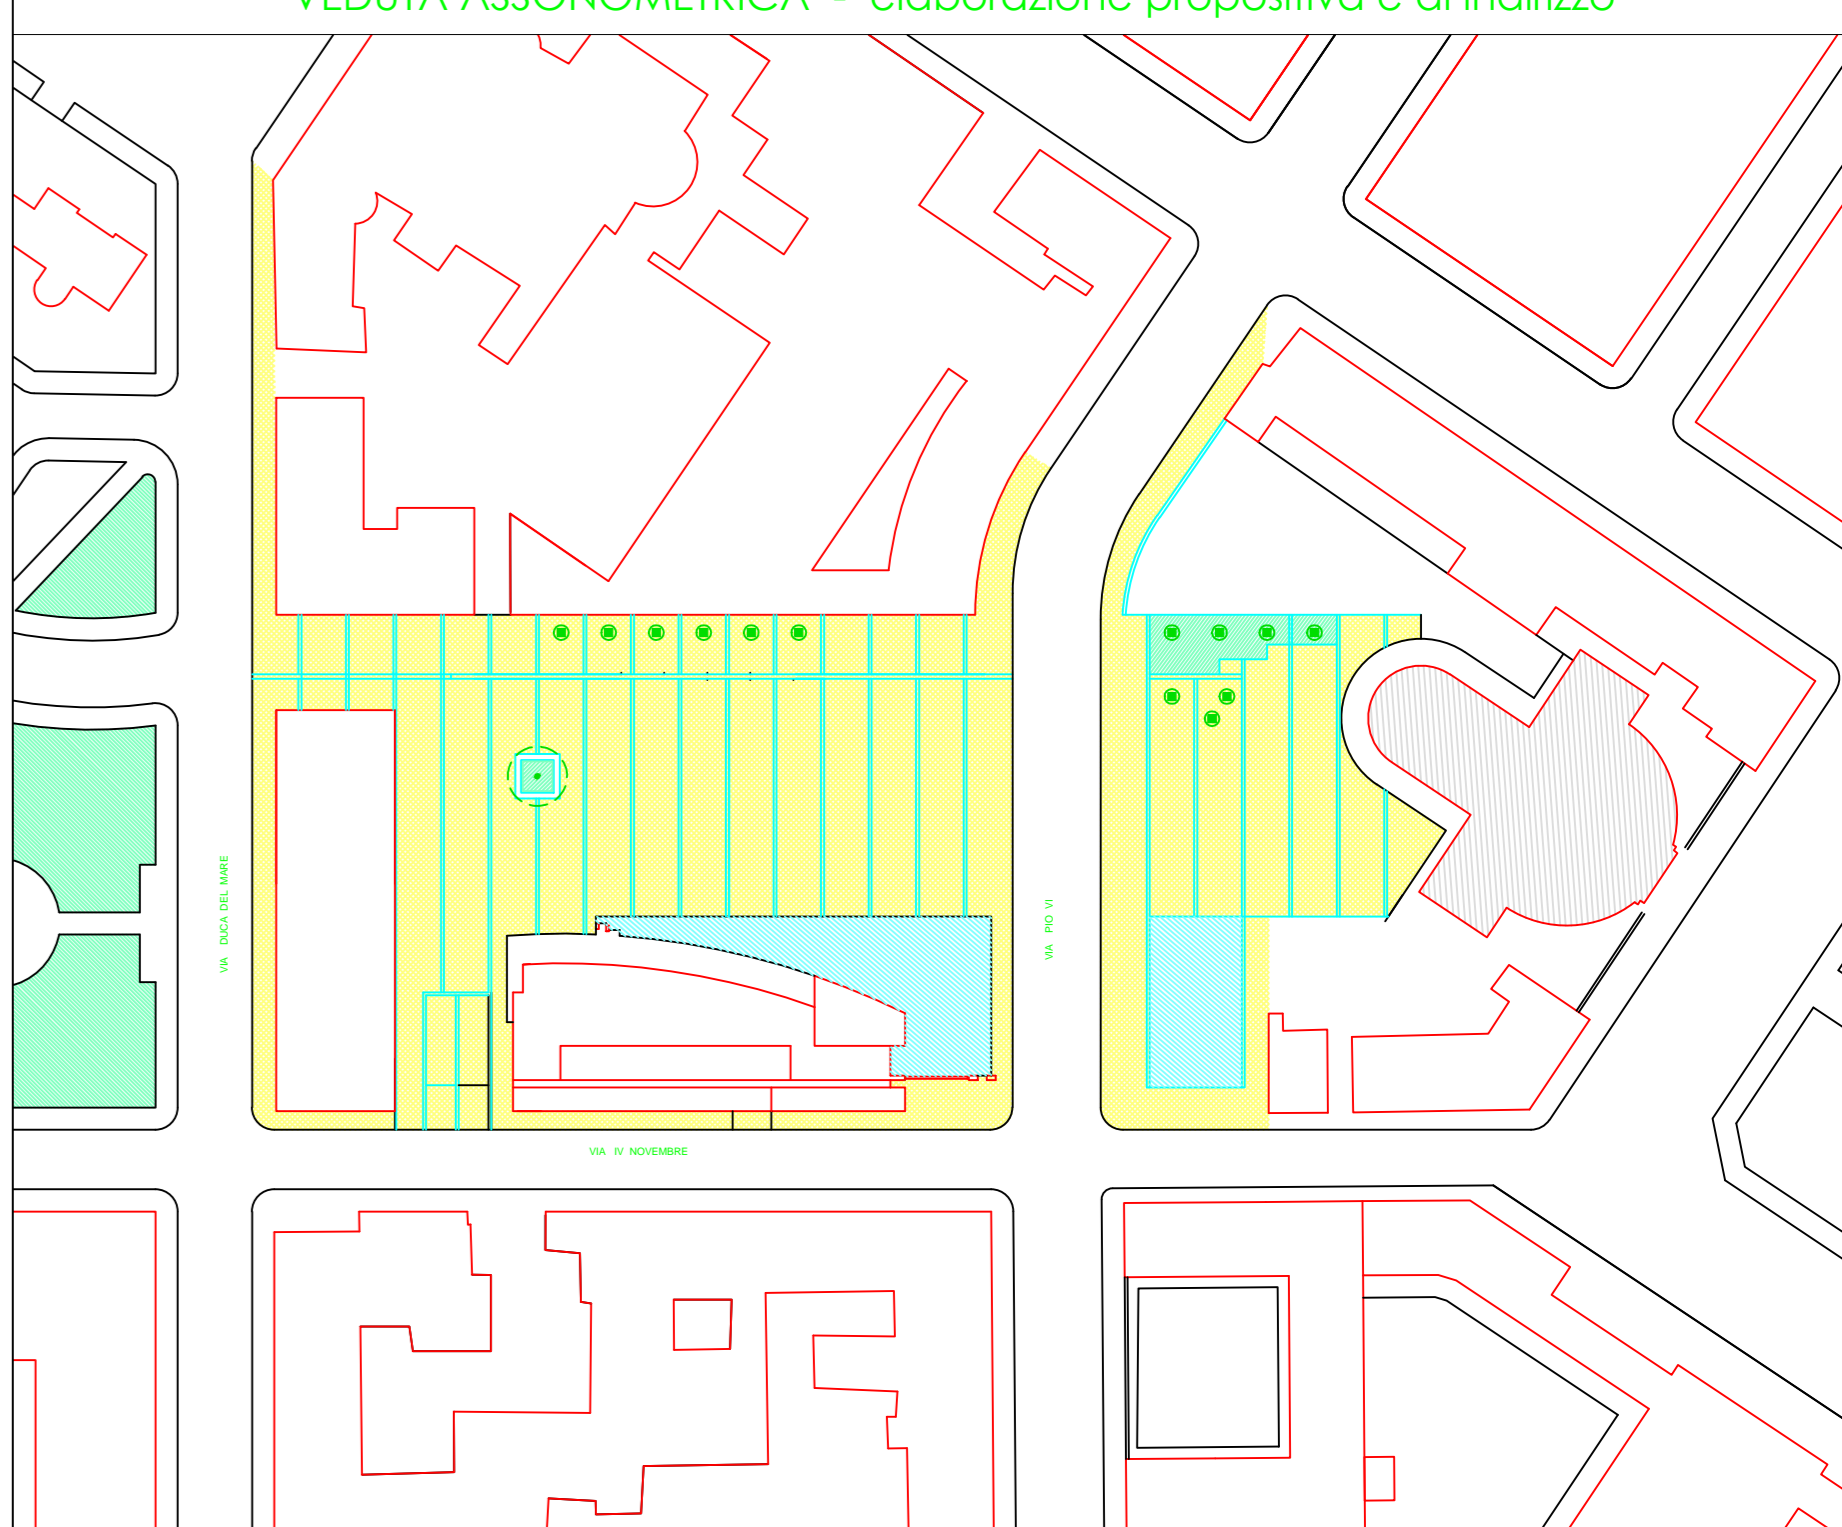 VEDUTA ASSONOMETRICA - elaborazione propositiva e di indirizzo
VIA DUCA DEL MARE
VIA PIO VI
VIA IV NOVEMBRE